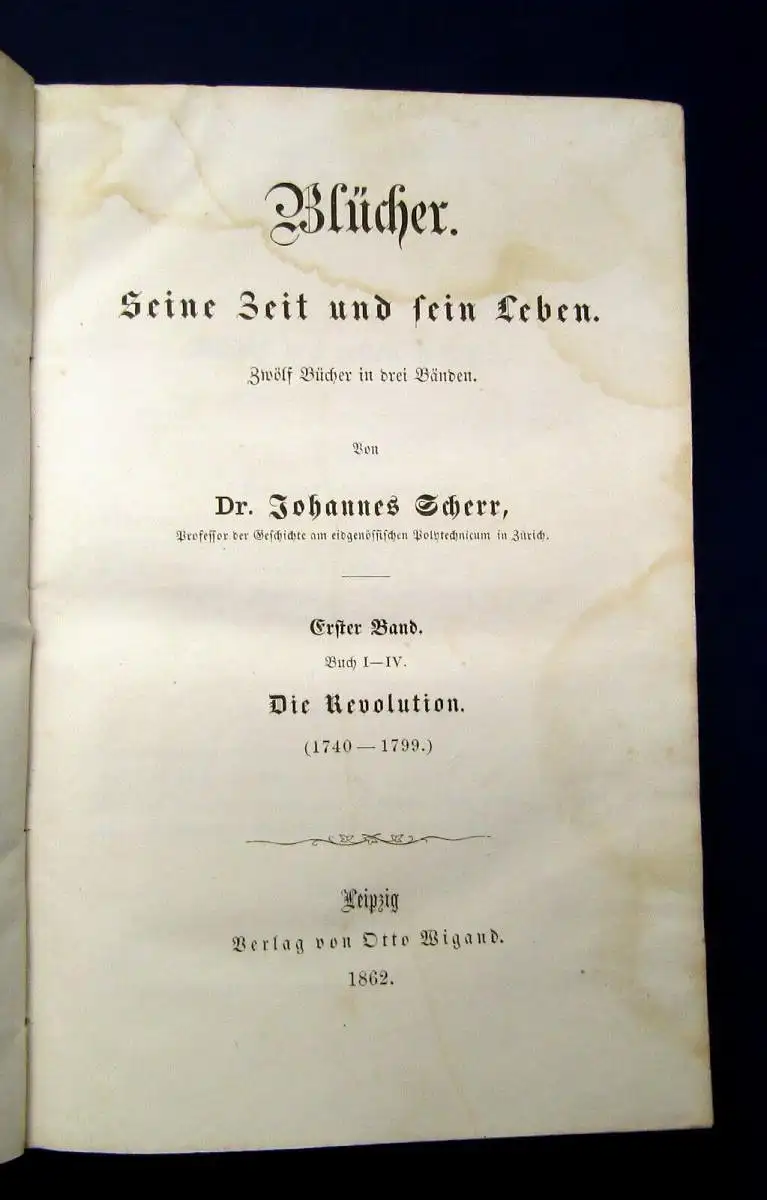 Blücher.
Seine Zeit und sein Leben.
Zwölf Bücher in drei Bänden.
Von
Dr. Johannes Scherr,
Professor der Geschichte am eidgenössischen Polytechnicum in Zürich.
Erster Band.
Buch I—IV.
Die Revolution.
(1740 — 1799.)
Leipzig
Verlag von Otto Wigand.
1862.